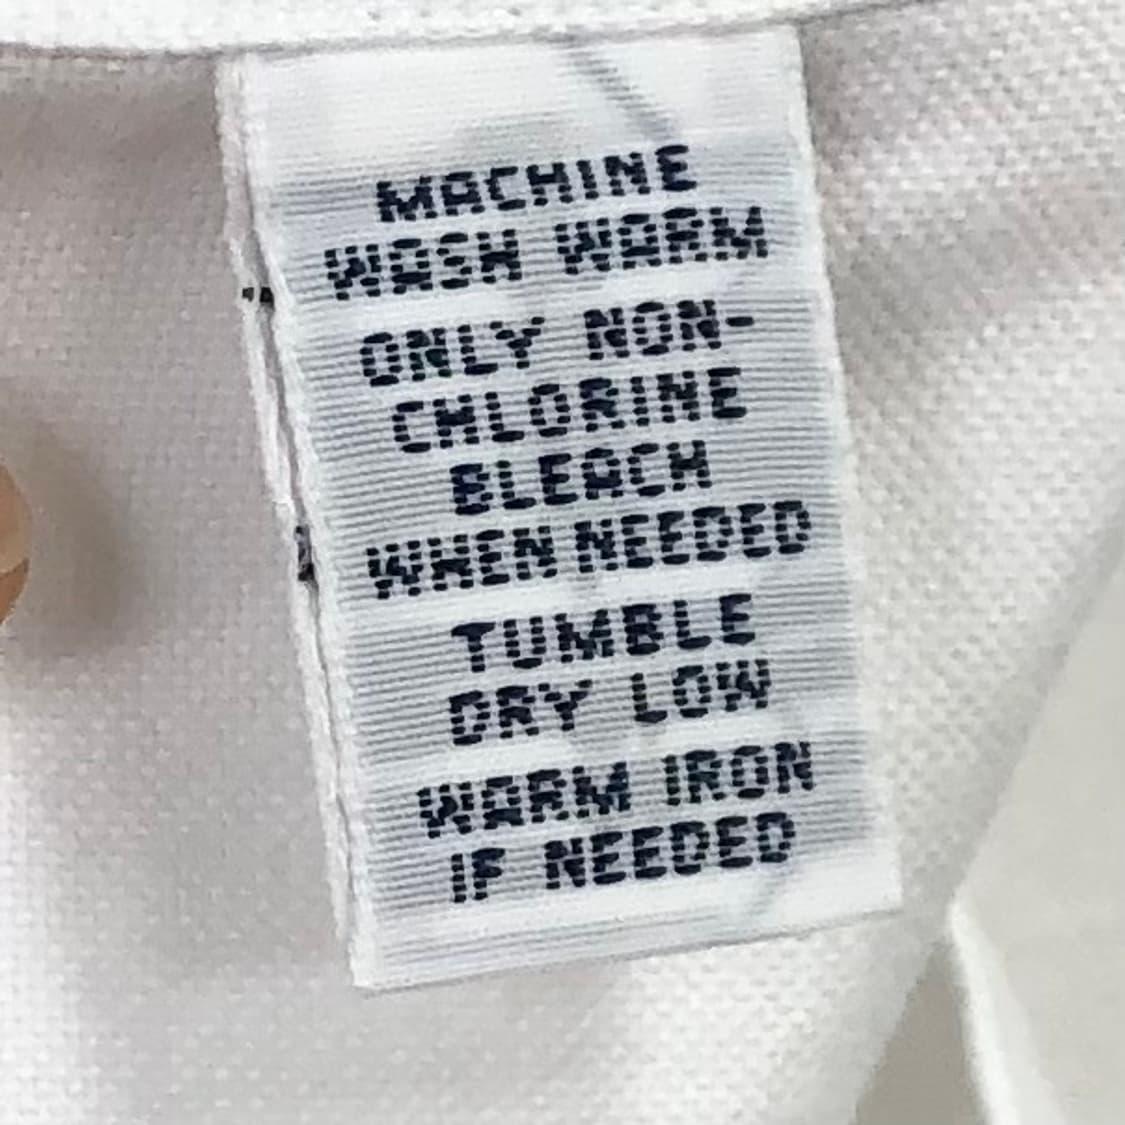 MACHINE
WASH WARM
ONLY NON-
CHLORINE
BLEACH
WHEN NEEDED
TUMBLE
DRY LOW
WARM IRON
IF NEEDED